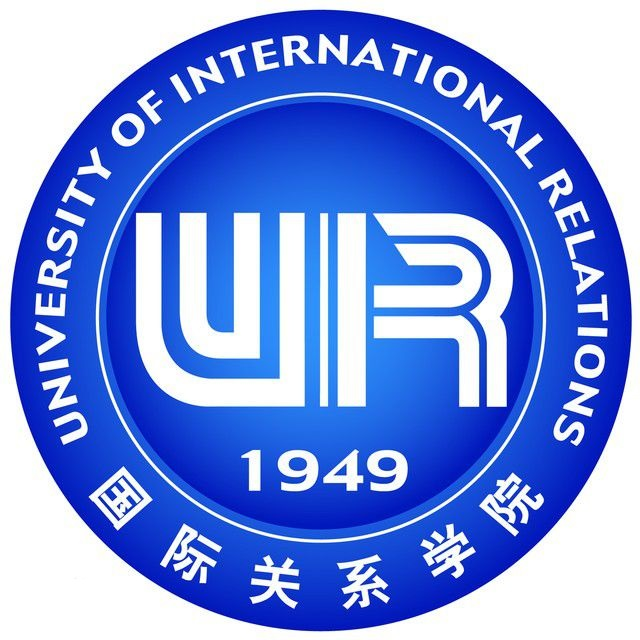 UNIVERSITY OF INTERNATIONAL RELATIONS
UIR
1949
国际关系学院